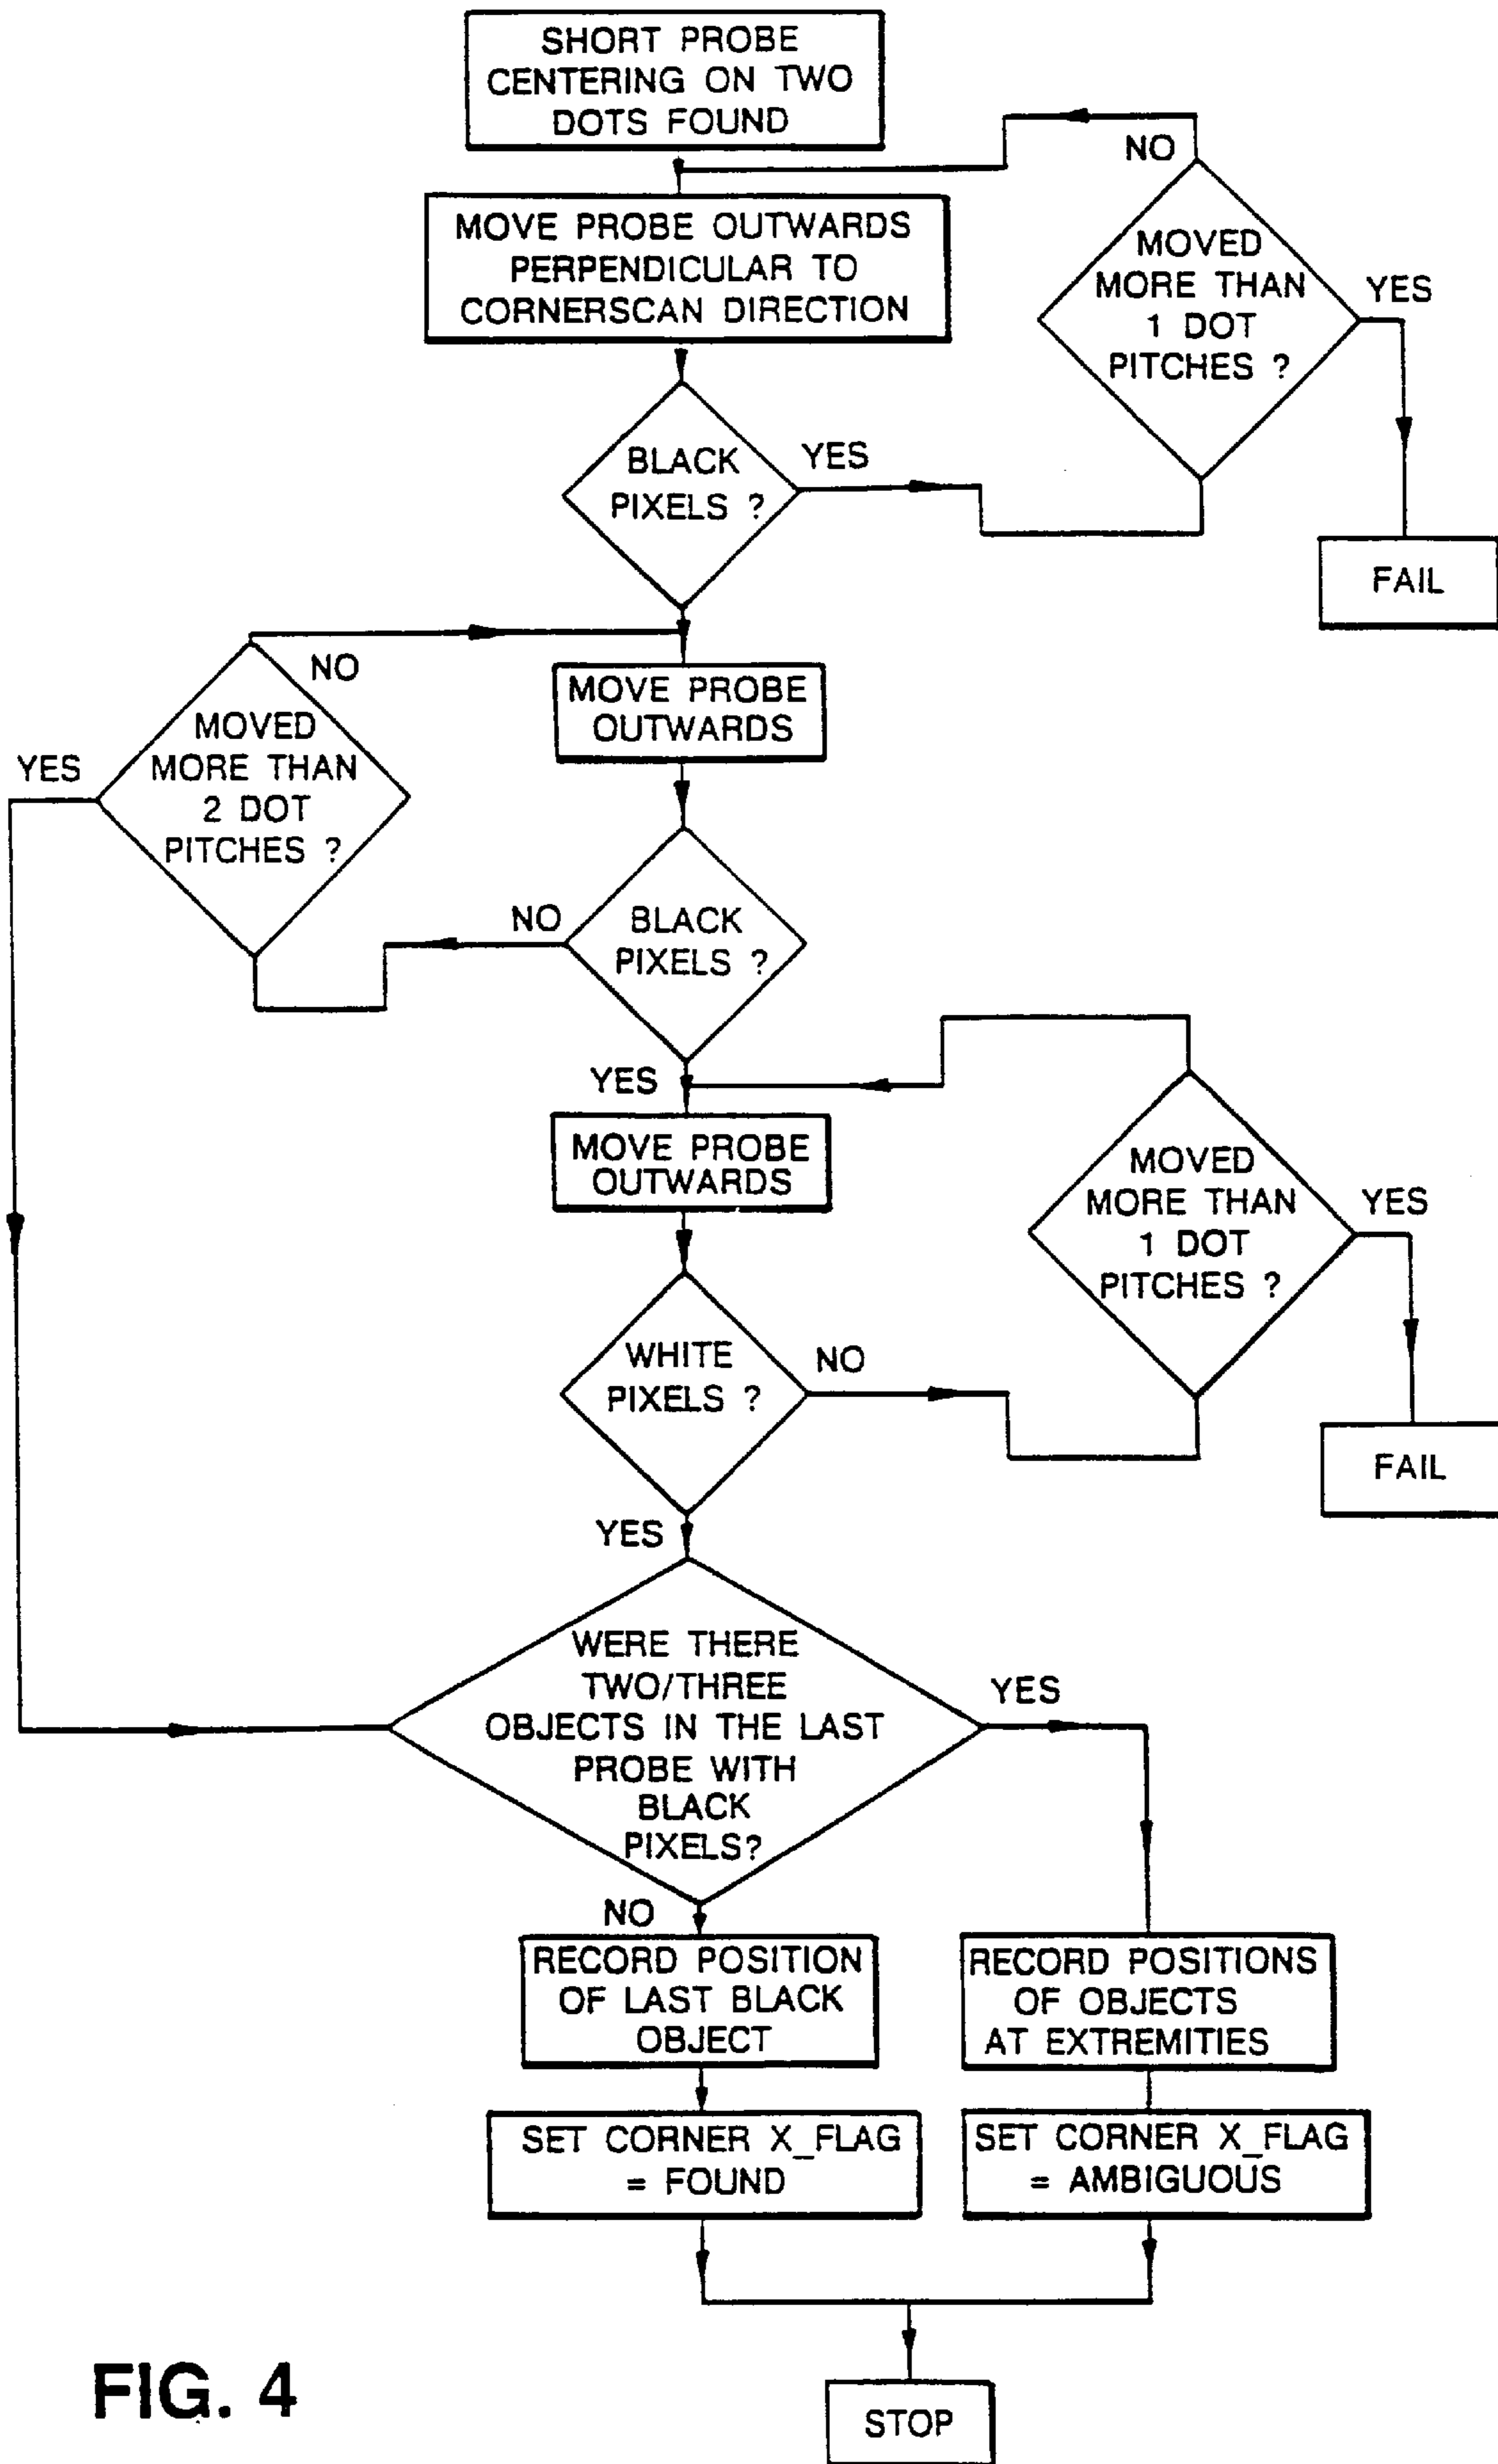 SHORT PROBE
CENTERING ON TWO
DOTS FOUND
NO
MOVE PROBE OUTWARDS
PERPENDICULAR TO
CORNERSCAN DIRECTION
MOVED
MORE THAN
1 DOT
PITCHES ?
YES
BLACK
PIXELS ?
YES
FAIL
NO
MOVE PROBE
OUTWARDS
MOVED
MORE THAN
2 DOT
PITCHES ?
YES
NO
BLACK
PIXELS ?
YES
MOVE PROBE
OUTWARDS
MOVED
MORE THAN
1 DOT
PITCHES ?
YES
WHITE
PIXELS ?
NO
FAIL
YES
WERE THERE
TWO/THREE
OBJECTS IN THE LAST
PROBE WITH
BLACK
PIXELS?
YES
NO
RECORD POSITION
OF LAST BLACK
OBJECT
RECORD POSITIONS
OF OBJECTS
AT EXTREMITIES
SET CORNER X_FLAG
= FOUND
SET CORNER X_FLAG
= AMBIGUOUS
STOP
FIG. 4